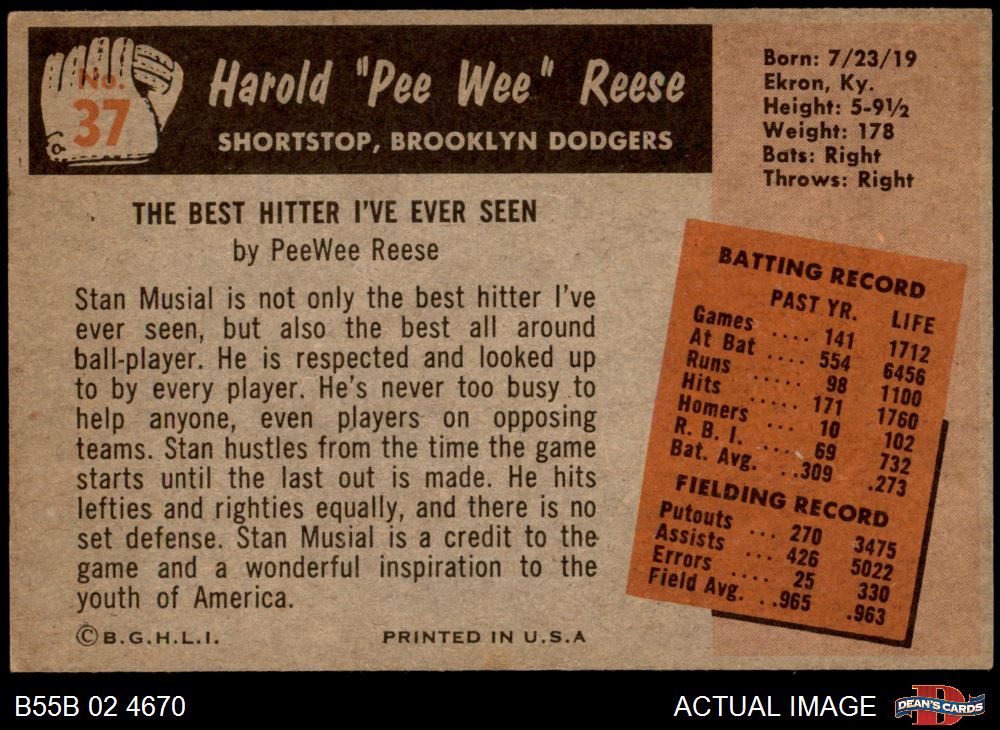 No.
37
Harold "Pee Wee" Reese
SHORTSTOP, BROOKLYN DODGERS
Born: 7/23/19
Ekron, Ky.
Height: 5-9½
Weight: 178
Bats: Right
Throws: Right
THE BEST HITTER I'VE EVER SEEN
by PeeWee Reese
Stan Musial is not only the best hitter I've
ever seen, but also the best all around
ball-player. He is respected and looked up
to by every player. He's never too busy to
help anyone, even players on opposing
teams. Stan hustles from the time the game
starts until the last out is made. He hits
lefties and righties equally, and there is no
set defense. Stan Musial is a credit to the
game and a wonderful inspiration to the
youth of America.
©B.G.H.L.I. PRINTED IN U.S.A
BATTING RECORD
PAST YR. LIFE
Games .... 141 1712
At Bat .... 554 6456
Runs ..... 98 1100
Hits ..... 171 1760
Homers ... 10 102
R. B. I. .... 69 732
Bat. Avg. ..309 .273
FIELDING RECORD
Putouts ... 270 3475
Assists ... 426 5022
Errors .... 25 330
Field Avg. ..965 .963
B55B 02 4670 ACTUAL IMAGE DEAN'S CARDS